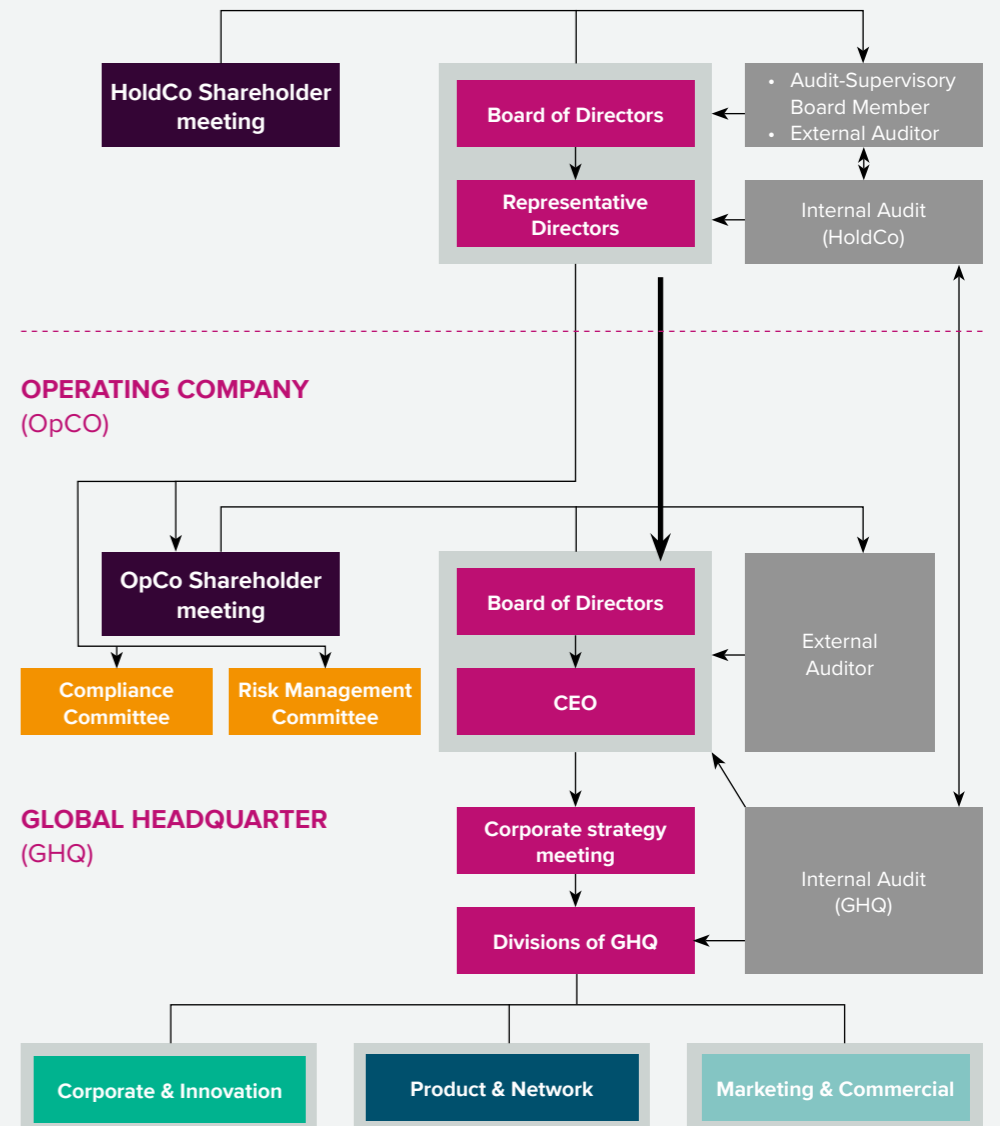 HoldCo Shareholder
meeting
Board of Directors
• Audit-Supervisory
Board Member
• External Auditor
Representative
Directors
Internal Audit
(HoldCo)
OPERATING COMPANY
(OpCO)
OpCo Shareholder
meeting
Board of Directors
External
Auditor
Compliance
Committee
Risk Management
Committee
CEO
GLOBAL HEADQUARTER
(GHQ)
Corporate strategy
meeting
Internal Audit
(GHQ)
Divisions of GHQ
Corporate & Innovation
Product & Network
Marketing & Commercial